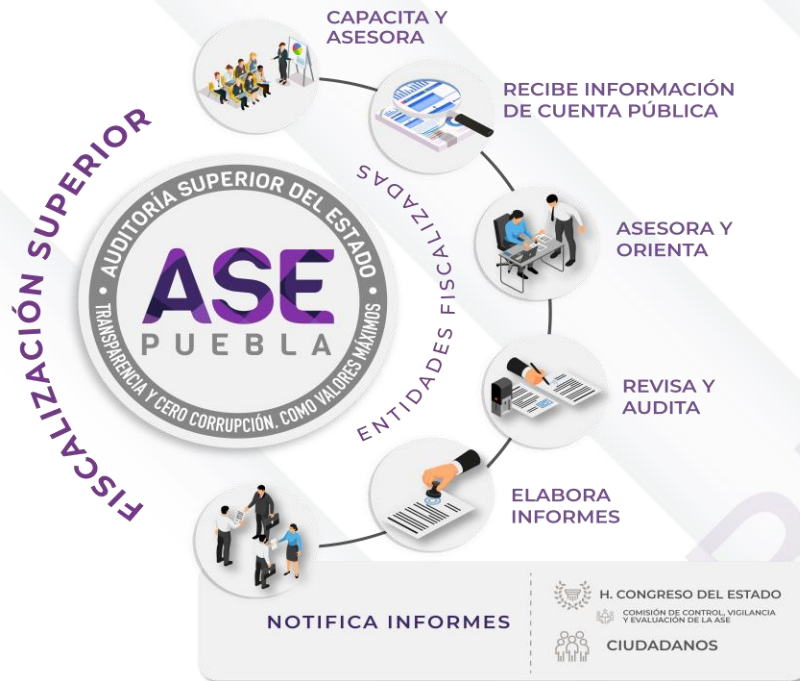 CAPACITA Y
ASESORA
RECIBE INFORMACIÓN
DE CUENTA PÚBLICA
FISCALIZACIÓN SUPERIOR
AUDITORÍA SUPERIOR DEL ESTADO
ASE
PUEBLA
TRANSPARENCIA Y CERO CORRUPCIÓN, COMO VALORES MÁXIMOS
ENTIDADES FISCALIZADAS
ASESORA Y
ORIENTA
REVISA Y
AUDITA
ELABORA
INFORMES
NOTIFICA INFORMES
H. CONGRESO DEL ESTADO
COMISIÓN DE CONTROL, VIGILANCIA
Y EVALUACIÓN DE LA ASE
CIUDADANOS